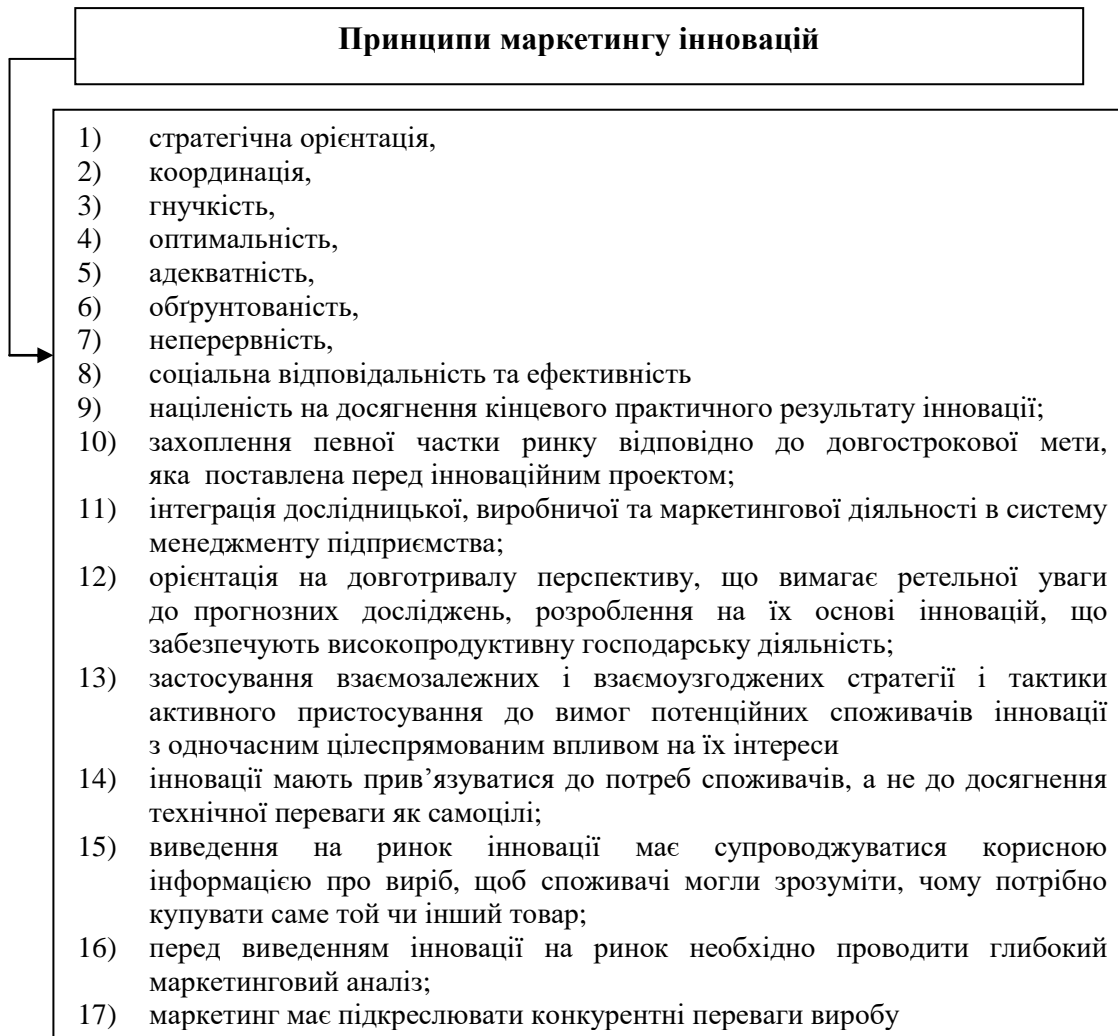 Принципи маркетингу інновацій
1) стратегічна орієнтація,
2) координація,
3) гнучкість,
4) оптимальність,
5) адекватність,
6) обґрунтованість,
7) неперервність,
8) соціальна відповідальність та ефективність
9) націленість на досягнення кінцевого практичного результату інновації;
10) захоплення певної частки ринку відповідно до довгострокової мети,
яка поставлена перед інноваційним проектом;
11) інтеграція дослідницької, виробничої та маркетингової діяльності в систему
менеджменту підприємства;
12) орієнтація на довготривалу перспективу, що вимагає ретельної уваги
до прогнозних досліджень, розроблення на їх основі інновацій, що
забезпечують високопродуктивну господарську діяльність;
13) застосування взаємозалежних і взаємоузгоджених стратегії і тактики
активного пристосування до вимог потенційних споживачів інновації
з одночасним цілеспрямованим впливом на їх інтереси
14) інновації мають прив’язуватися до потреб споживачів, а не до досягнення
технічної переваги як самоцілі;
15) виведення на ринок інновації має супроводжуватися корисною
інформацією про виріб, щоб споживачі могли зрозуміти, чому потрібно
купувати саме той чи інший товар;
16) перед виведенням інновації на ринок необхідно проводити глибокий
маркетинговий аналіз;
17) маркетинг має підкреслювати конкурентні переваги виробу